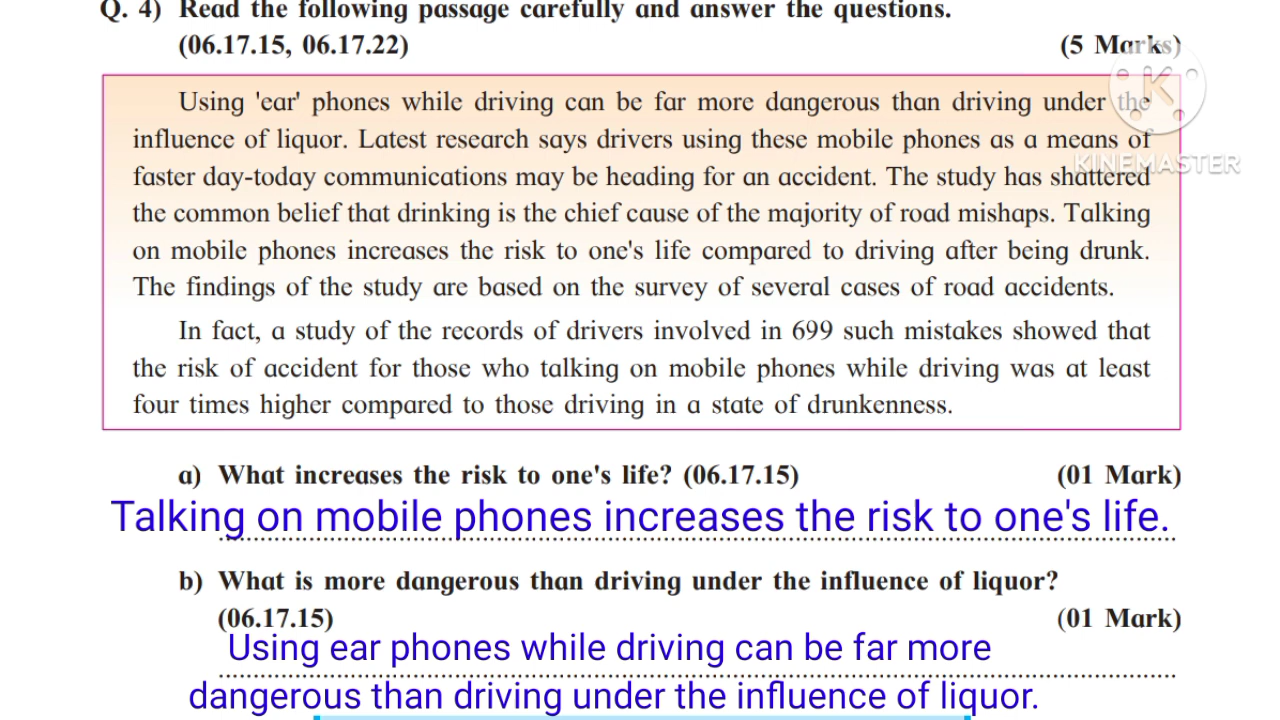 Q. 4) Read the following passage carefully and answer the questions.
(06.17.15, 06.17.22) (5 Marks)
Using 'ear' phones while driving can be far more dangerous than driving under the
influence of liquor. Latest research says drivers using these mobile phones as a means of
faster day-today communications may be heading for an accident. The study has shattered
the common belief that drinking is the chief cause of the majority of road mishaps. Talking
on mobile phones increases the risk to one's life compared to driving after being drunk.
The findings of the study are based on the survey of several cases of road accidents.
In fact, a study of the records of drivers involved in 699 such mistakes showed that
the risk of accident for those who talking on mobile phones while driving was at least
four times higher compared to those driving in a state of drunkenness.
K
KINEMASTER
a) What increases the risk to one's life? (06.17.15) (01 Mark)
Talking on mobile phones increases the risk to one's life.
b) What is more dangerous than driving under the influence of liquor?
(06.17.15) (01 Mark)
Using ear phones while driving can be far more
dangerous than driving under the influence of liquor.